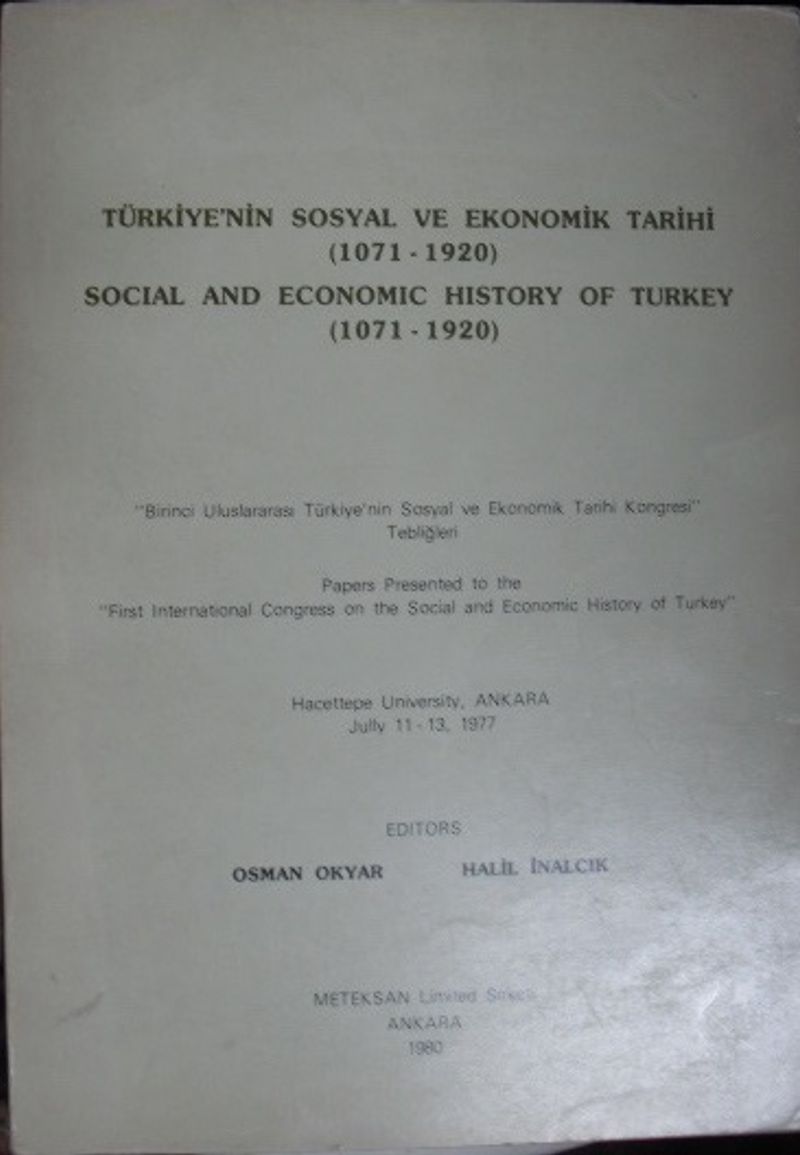 TÜRKİYE'NİN SOSYAL VE EKONOMİK TARİHİ
(1071 - 1920)
SOCIAL AND ECONOMIC HISTORY OF TURKEY
(1071 - 1920)
"Birinci Uluslararası Türkiye'nin Sosyal ve Ekonomik Tarihi Kongresi"
Tebliğleri
Papers Presented to the
"First International Congress on the Social and Economic History of Turkey"
Hacettepe University, ANKARA
Jully 11 - 13, 1977
EDITORS
OSMAN OKYAR HALİL İNALCIK
METEKSAN Limited
ANKARA
1980